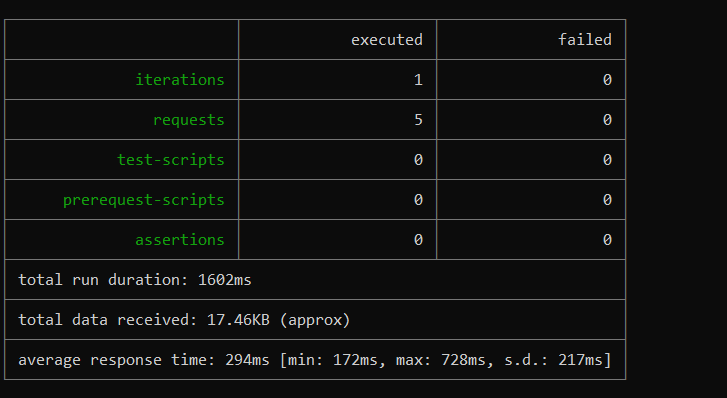 executed failed
iterations 1 0
requests 5 0
test-scripts 0 0
prerequest-scripts 0 0
assertions 0 0
total run duration: 1602ms
total data received: 17.46KB (approx)
average response time: 294ms [min: 172ms, max: 728ms, s.d.: 217ms]